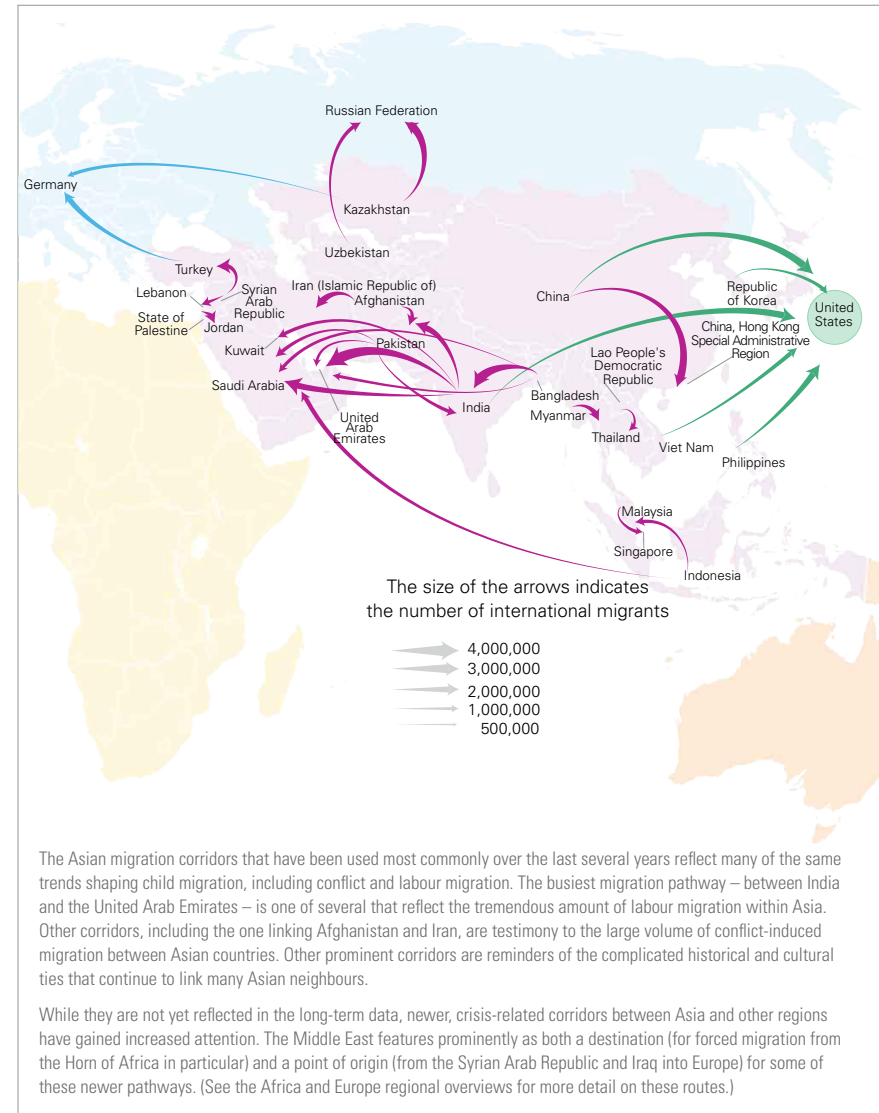 Russian Federation
Germany
Kazakhstan
Uzbekistan
Turkey
Lebanon
Syrian
Arab
Republic
Iran (Islamic Republic of)
Afghanistan
China
Republic
of Korea
United
States
State of
Palestine
Jordan
China, Hong Kong
Special Administrative
Region
Kuwait
Pakistan
Lao People's
Democratic
Republic
Saudi Arabia
India
Bangladesh
Myanmar
United
Arab
Emirates
Thailand
Viet Nam
Philippines
Malaysia
Singapore
Indonesia
The size of the arrows indicates
the number of international migrants
4,000,000
3,000,000
2,000,000
1,000,000
500,000
The Asian migration corridors that have been used most commonly over the last several years reflect many of the same
trends shaping child migration, including conflict and labour migration. The busiest migration pathway – between India
and the United Arab Emirates – is one of several that reflect the tremendous amount of labour migration within Asia.
Other corridors, including the one linking Afghanistan and Iran, are testimony to the large volume of conflict-induced
migration between Asian countries. Other prominent corridors are reminders of the complicated historical and cultural
ties that continue to link many Asian neighbours.
While they are not yet reflected in the long-term data, newer, crisis-related corridors between Asia and other regions
have gained increased attention. The Middle East features prominently as both a destination (for forced migration from
the Horn of Africa in particular) and a point of origin (from the Syrian Arab Republic and Iraq into Europe) for some of
these newer pathways. (See the Africa and Europe regional overviews for more detail on these routes.)